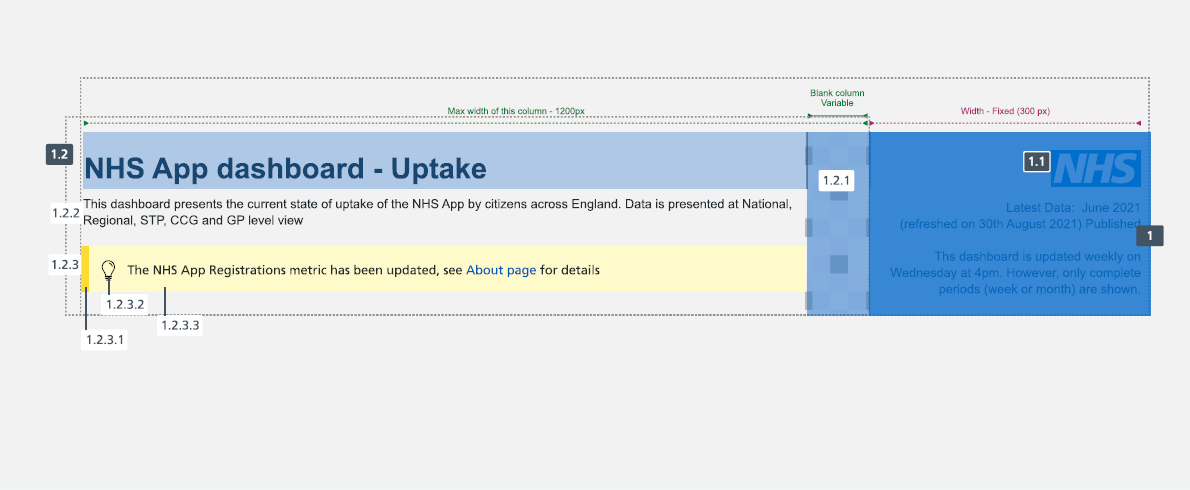 Blank column
Variable
Max width of this column - 1200px
Width - Fixed (300 px)
1.2
NHS App dashboard - Uptake
1.2.1
1.1
NHS
1.2.2
This dashboard presents the current state of uptake of the NHS App by citizens across England. Data is presented at National,
Regional, STP, CCG and GP level view
Latest Data: June 2021
(refreshed on 30th August 2021) Published
1
1.2.3
The NHS App Registrations metric has been updated, see About page for details
This dashboard is updated weekly on
Wednesday at 4pm. However, only complete
periods (week or month) are shown.
1.2.3.2
1.2.3.3
1.2.3.1